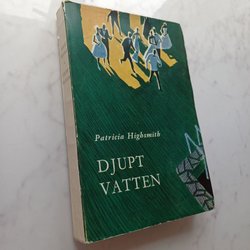 Patricia Highsmith
DJUPT
VATTEN